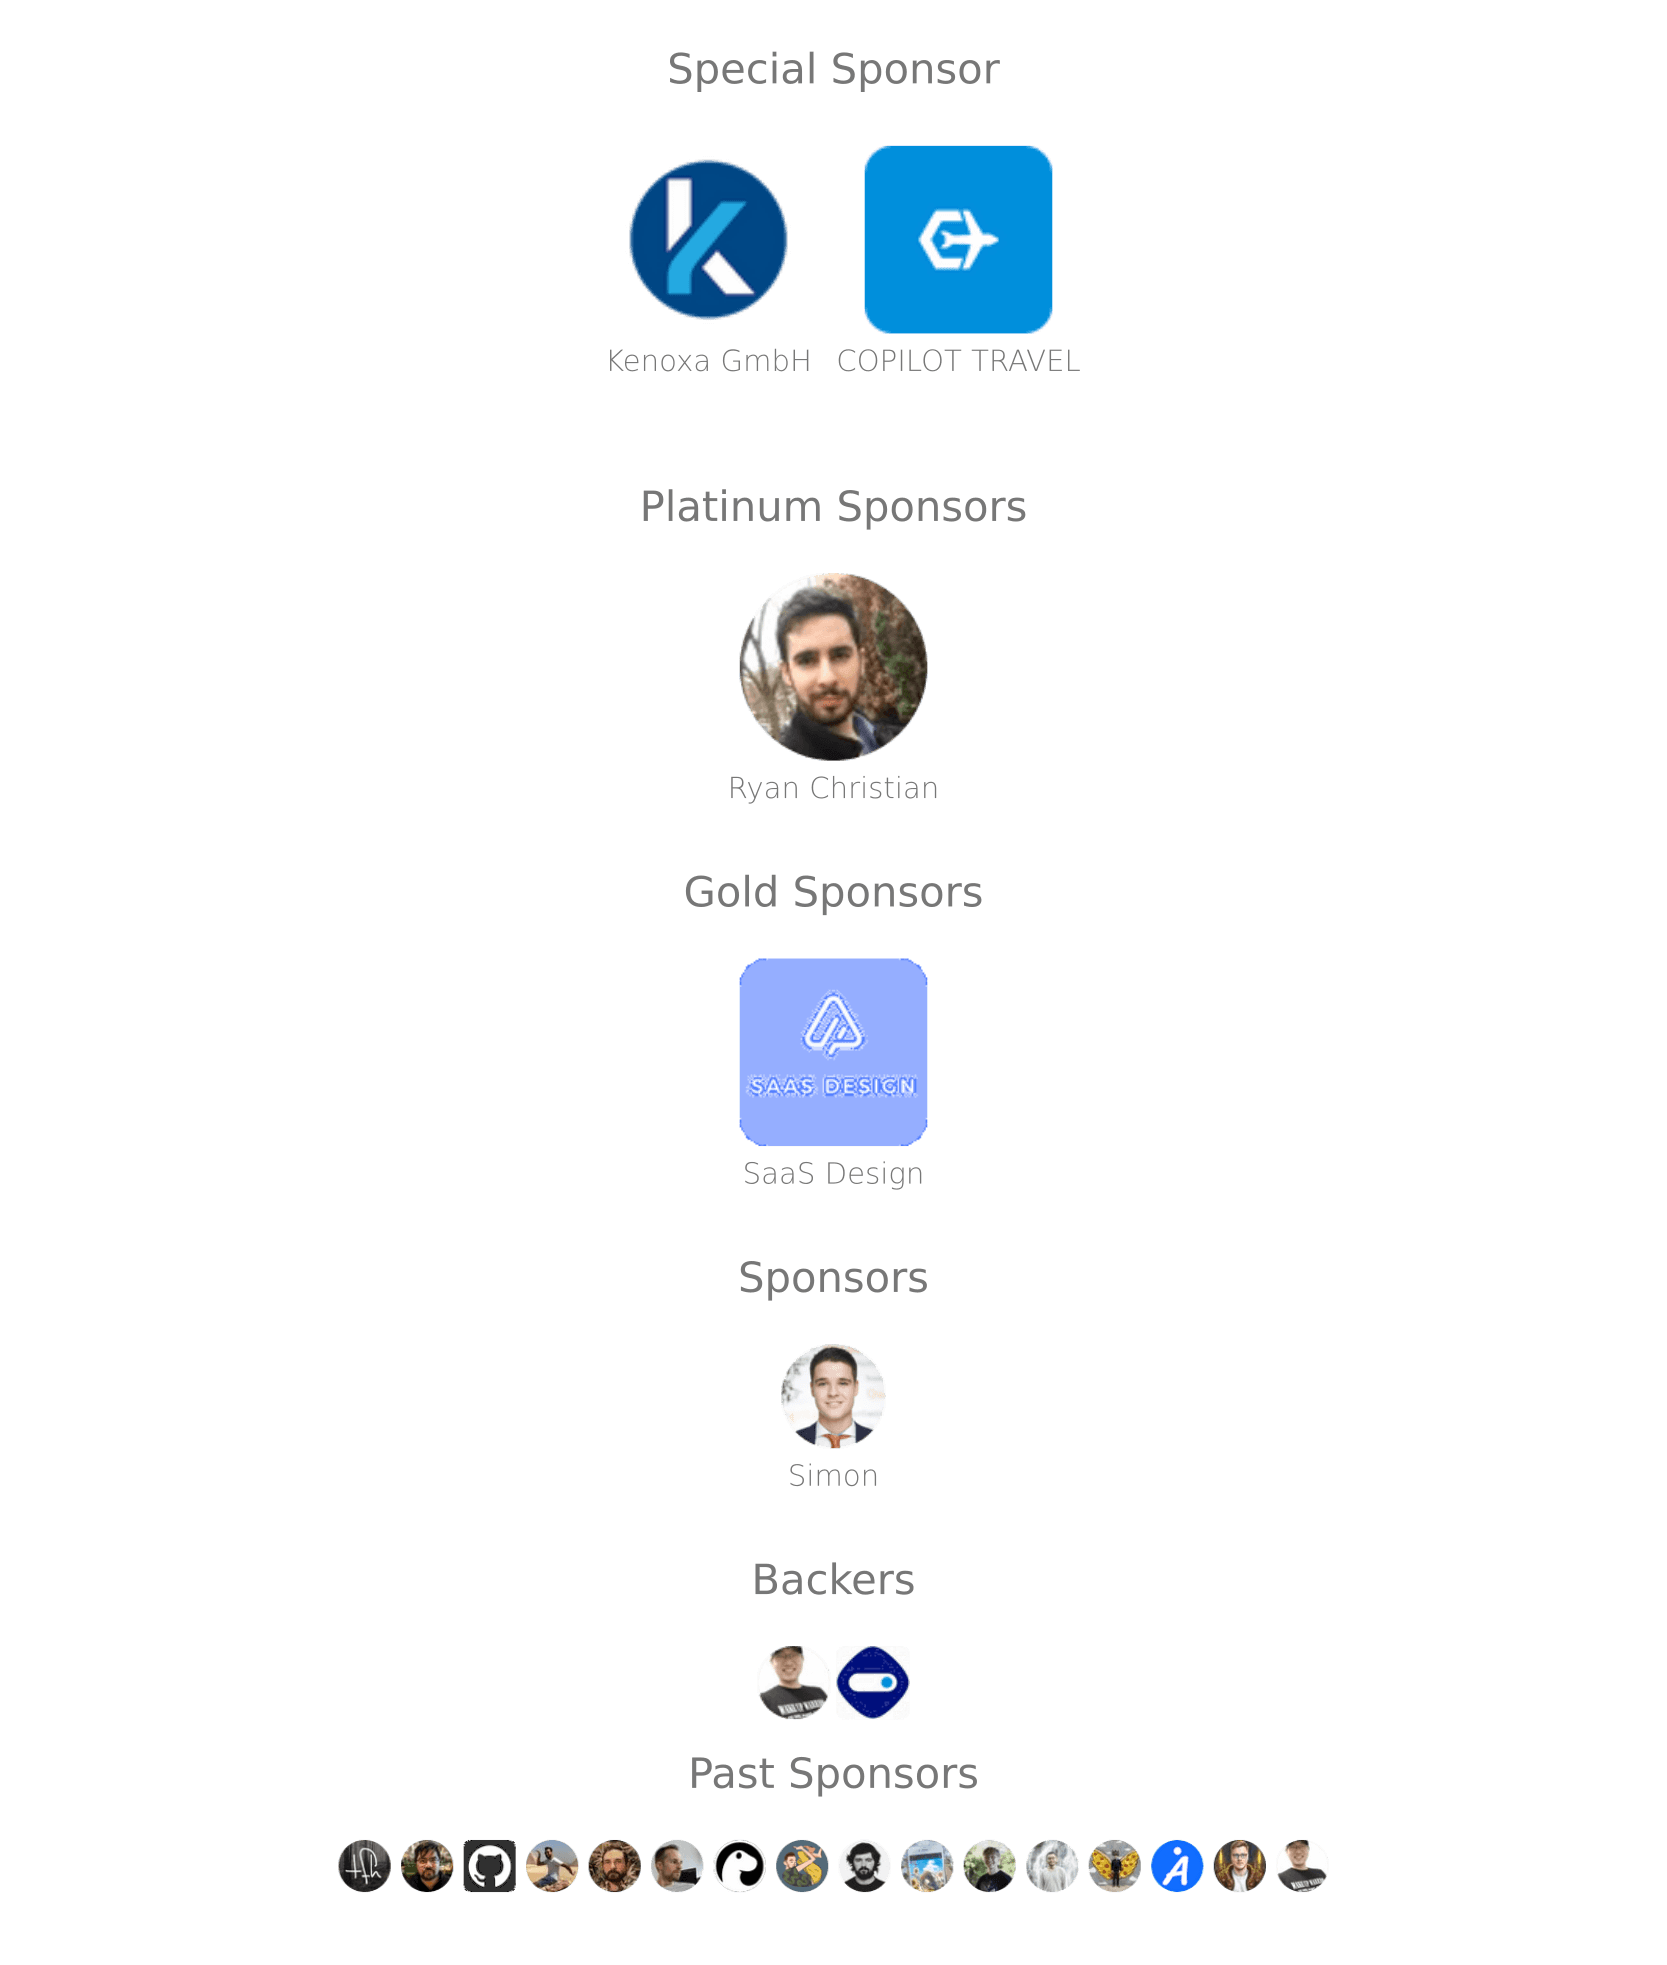 Special Sponsor
Kenoxa GmbH COPILOT TRAVEL
Platinum Sponsors
Ryan Christian
Gold Sponsors
SAAS DESIGN
SaaS Design
Sponsors
Simon
Backers
Past Sponsors